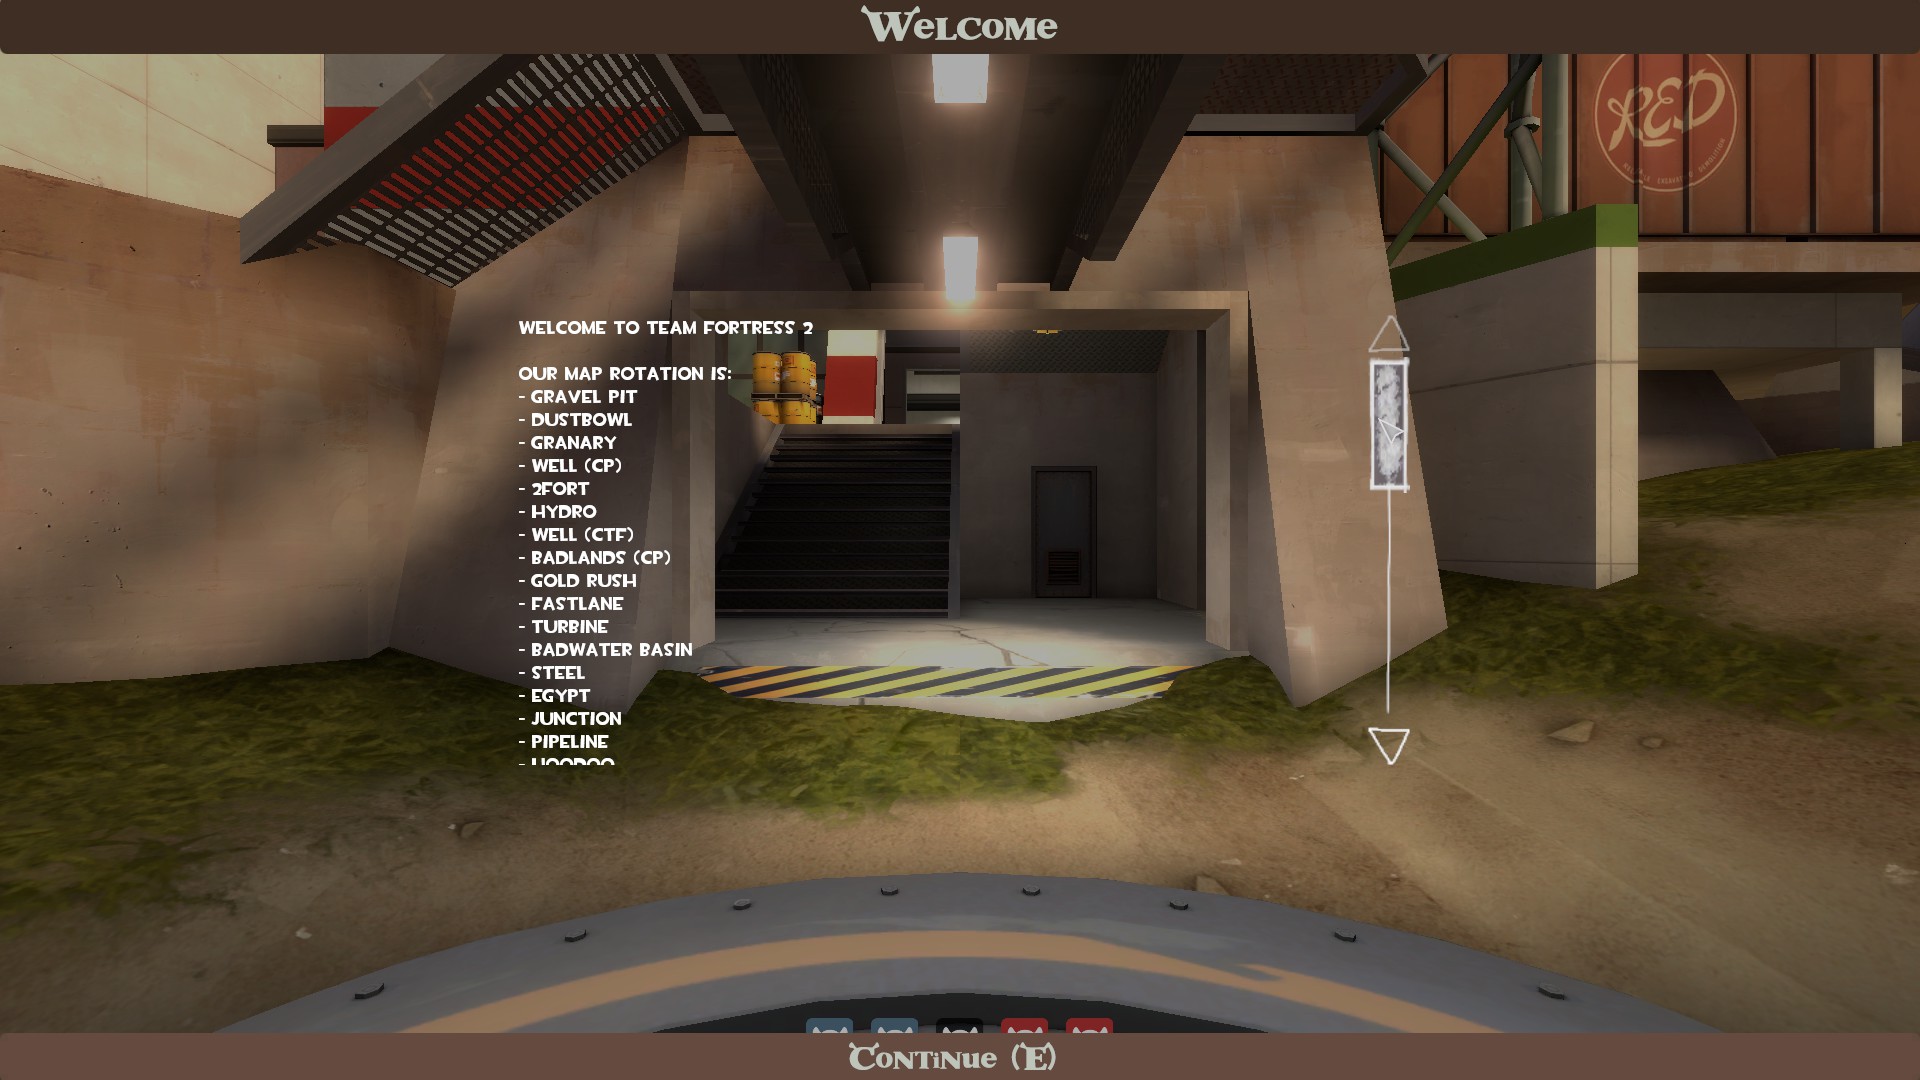 Welcome
RED
WELCOME TO TEAM FORTRESS 2
OUR MAP ROTATION IS:
- GRAVEL PIT
- DUSTBOWL
- GRANARY
- WELL (CP)
- 2FORT
- HYDRO
- WELL (CTF)
- BADLANDS (CP)
- GOLD RUSH
- FASTLANE
- TURBINE
- BADWATER BASIN
- STEEL
- EGYPT
- JUNCTION
- PIPELINE
- HOODOO
Continue (E)